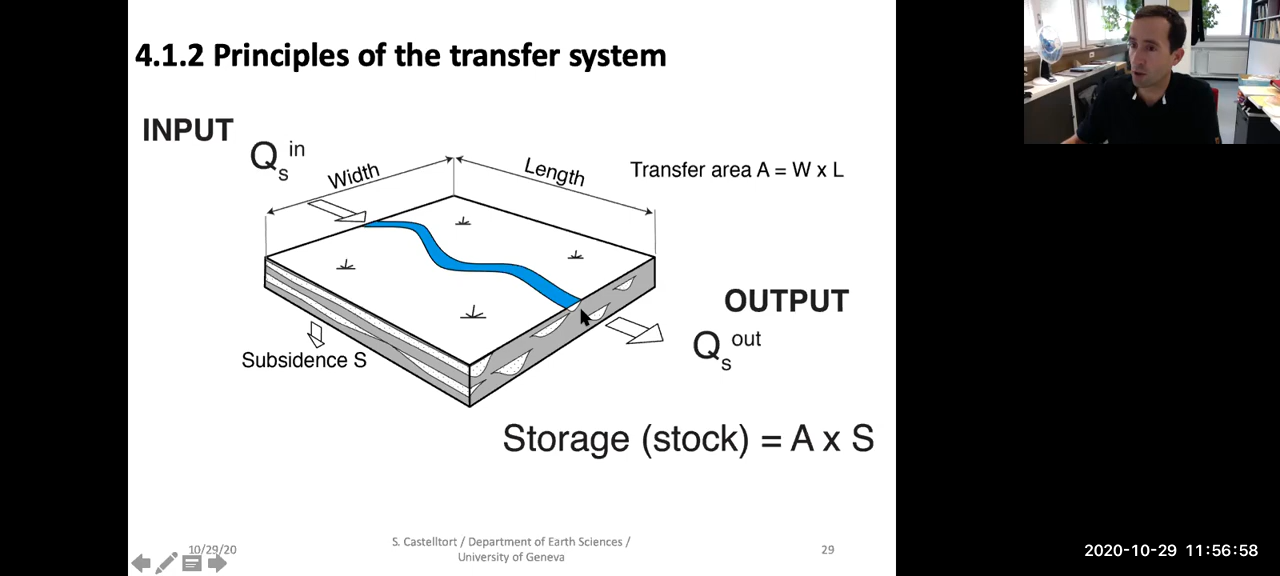 4.1.2 Principles of the transfer system
INPUT
Qs in
Width
Length
Transfer area A = W x L
OUTPUT
Qs out
Subsidence S
Storage (stock) = A x S
10/29/20
S. Castelltort / Department of Earth Sciences /
University of Geneva
29
2020-10-29 11:56:58